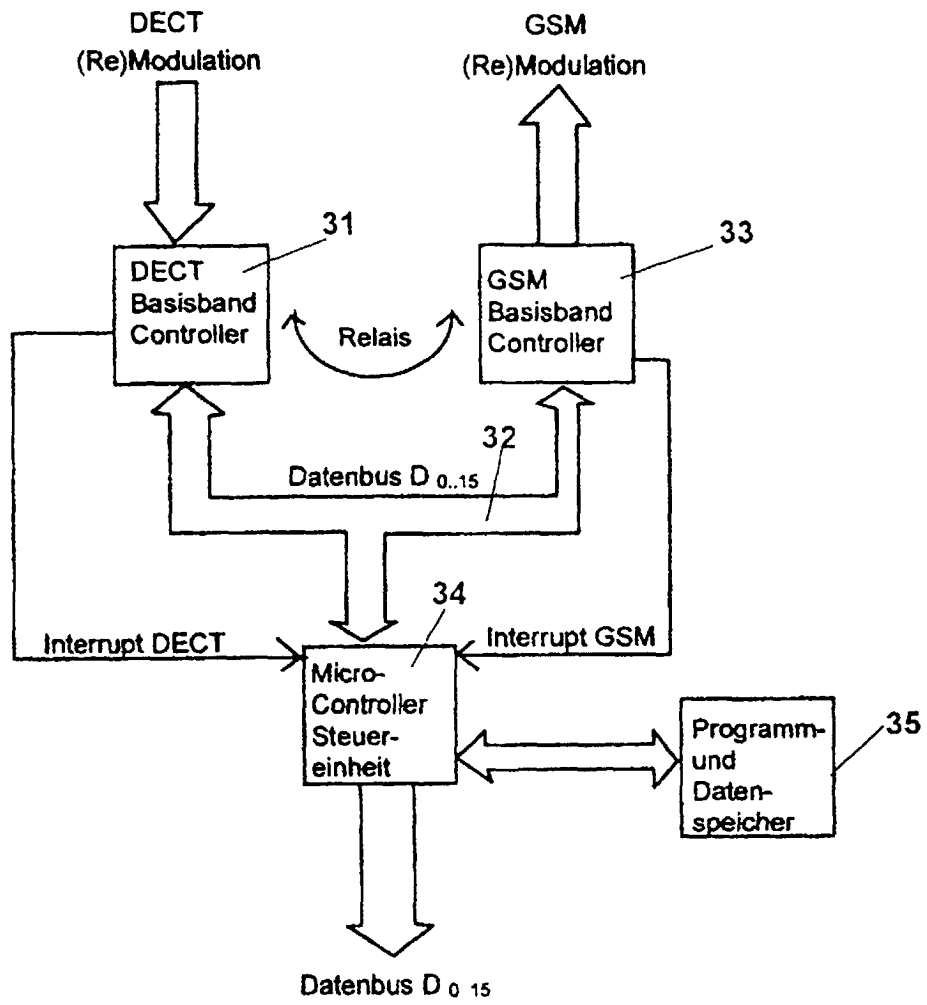 DECT
(Re)Modulation
GSM
(Re)Modulation
31
33
DECT
Basisband
Controller
GSM
Basisband
Controller
Relais
32
Datenbus D 0..15
34
Interrupt DECT
Interrupt GSM
Micro-
Controller
Steuer-
einheit
35
Programm-
und
Daten-
speicher
Datenbus D 0 15